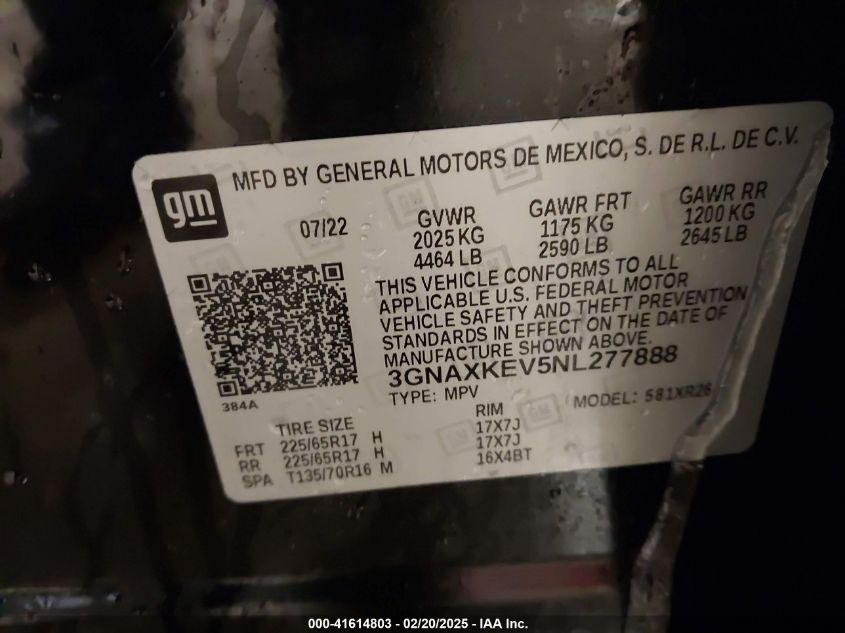 gm
MFD BY GENERAL MOTORS DE MEXICO, S. DE R.L. DE C.V.
07/22
GVWR
2025 KG
4464 LB
GAWR FRT
1175 KG
2590 LB
GAWR RR
1200 KG
2645 LB
THIS VEHICLE CONFORMS TO ALL
APPLICABLE U.S. FEDERAL MOTOR
VEHICLE SAFETY AND THEFT PREVENTION
STANDARDS IN EFFECT ON THE DATE OF
MANUFACTURE SHOWN ABOVE.
3GNAXKEV5NL277888
TYPE: MPV
MODEL: 581XR26
384A
TIRE SIZE
RIM
FRT 225/65R17 H 17X7J
RR 225/65R17 H 17X7J
SPA T135/70R16 M 16X4BT
000-41614803 - 02/20/2025 - IAA Inc.